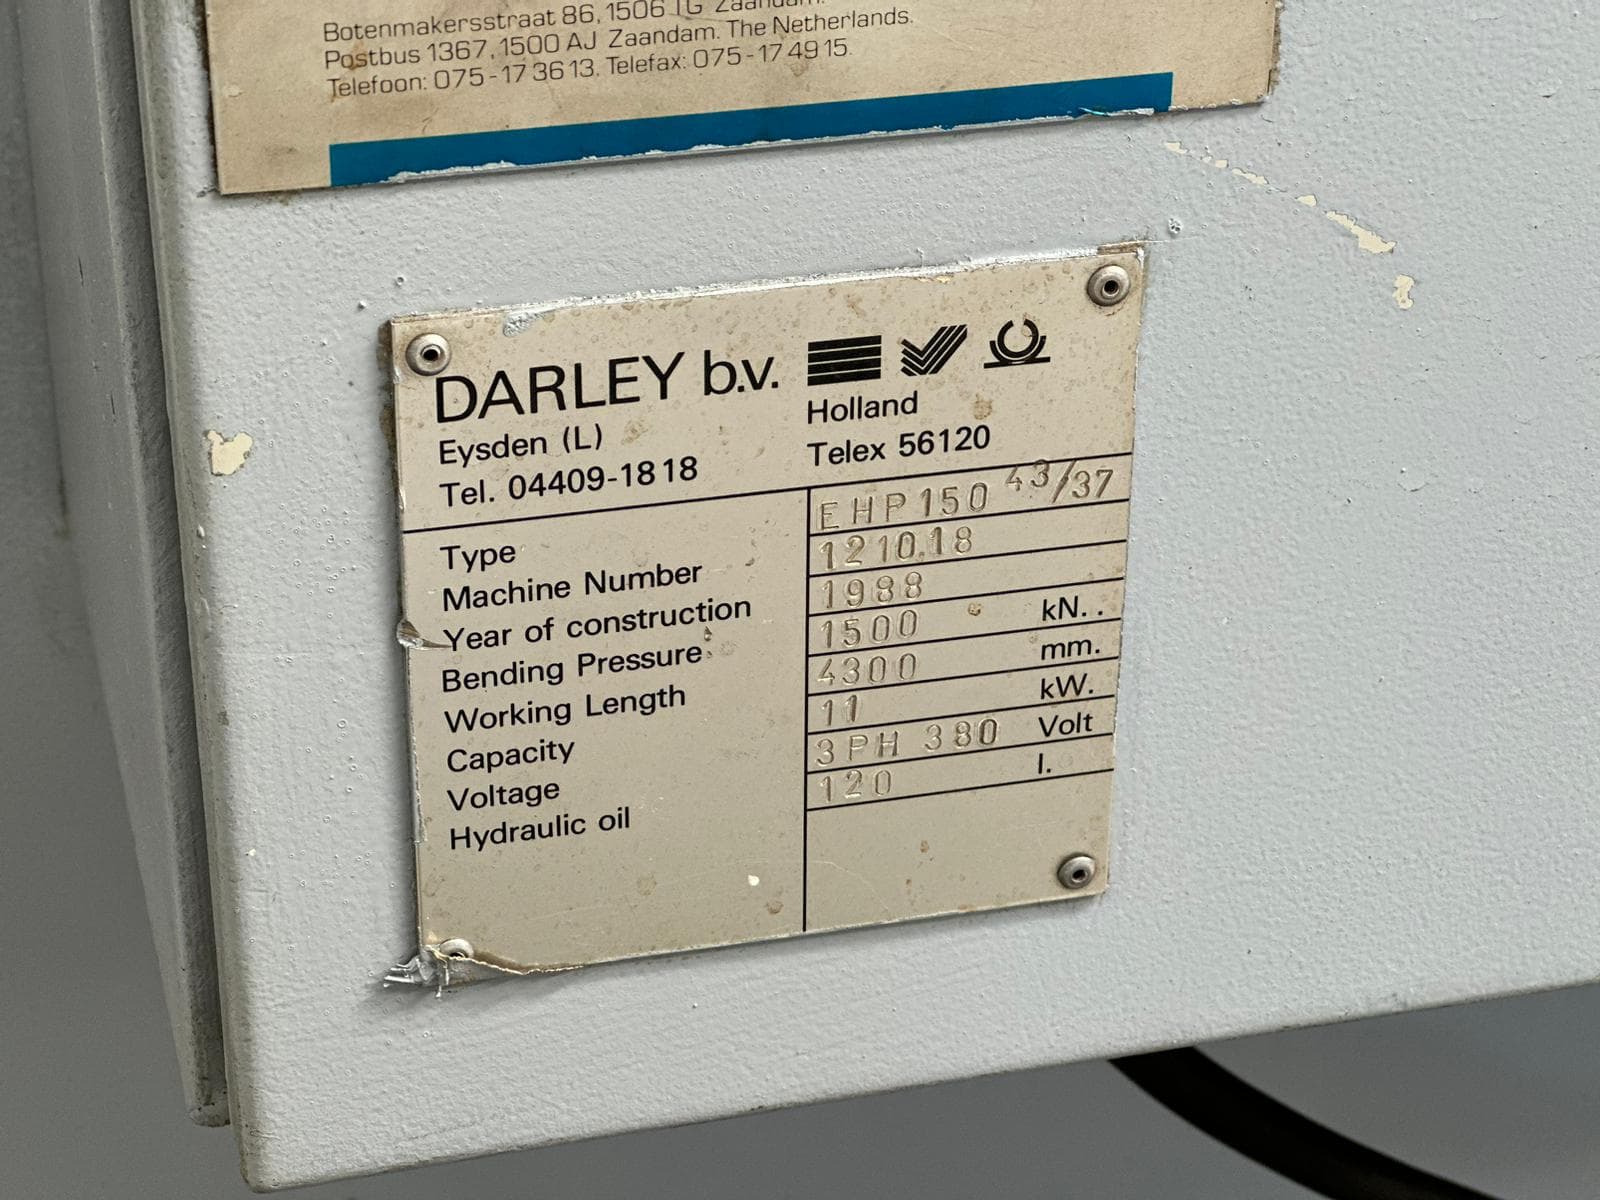 Botenmakersstraat 86, 1506 TG Zaandam.
Postbus 1367, 1500 AJ Zaandam. The Netherlands.
Telefoon: 075-173613. Telefax: 075-174915.
DARLEY b.v.
Eysden (L) Holland
Tel. 04409-1818 Telex 56120
Type EHP150 43/37
Machine Number 1210.18
Year of construction 1988
Bending Pressure 1500 kN..
Working Length 4300 mm.
Capacity 11 kW.
Voltage 3PH 380 Volt
Hydraulic oil 120 l.